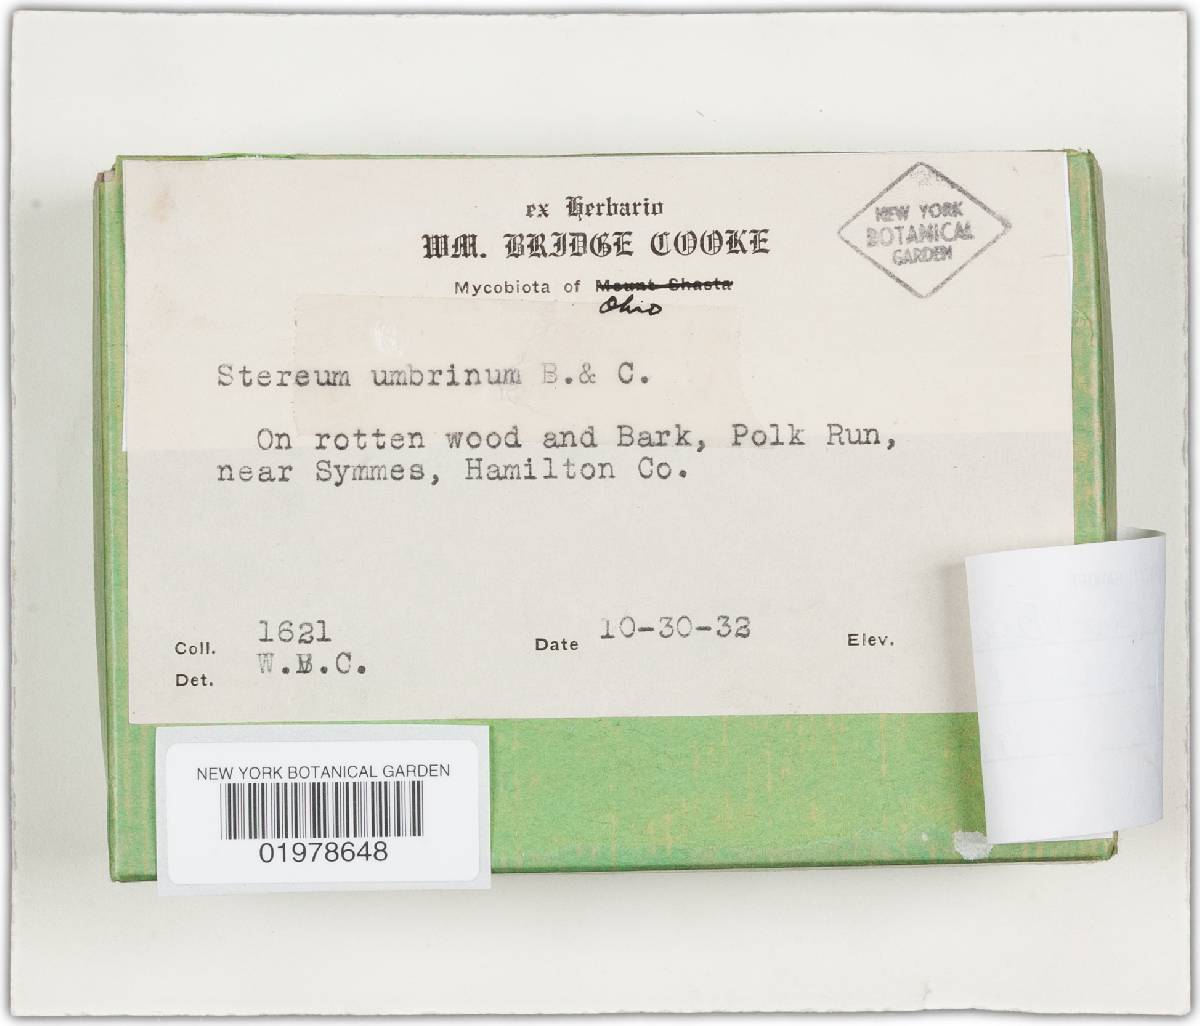 ex Herbario
WM. BRIDGE COOKE
Mycobiota of Mount Shasta
Ohio
NEW YORK
BOTANICAL
GARDEN
Stereum umbrinum B.& C.
On rotten wood and Bark, Polk Run,
near Symmes, Hamilton Co.
Coll. 1621
Date 10-30-32
Elev.
Det. W.B.C.
NEW YORK BOTANICAL GARDEN
01978648